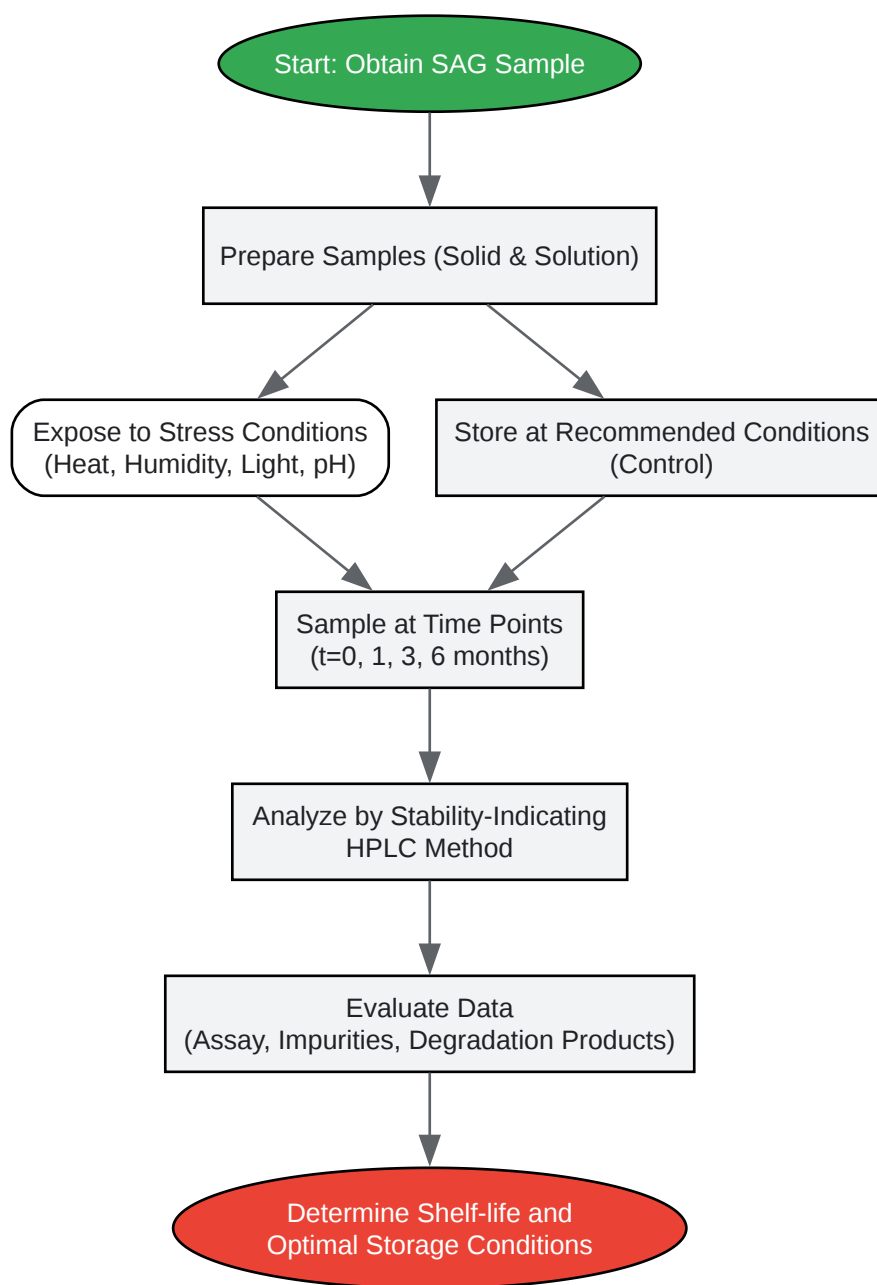 Start: Obtain SAG Sample
Prepare Samples (Solid & Solution)
Expose to Stress Conditions
(Heat, Humidity, Light, pH)
Store at Recommended Conditions
(Control)
Sample at Time Points
(t=0, 1, 3, 6 months)
Analyze by Stability-Indicating
HPLC Method
Evaluate Data
(Assay, Impurities, Degradation Products)
Determine Shelf-life and
Optimal Storage Conditions